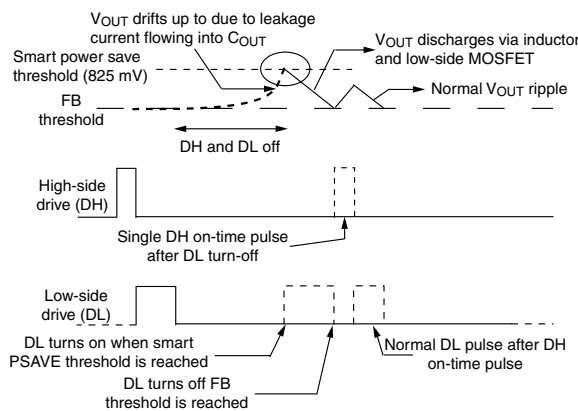 VOUT drifts up to due to leakage
current flowing into COUT
Smart power save
threshold (825 mV)
FB
threshold
VOUT discharges via inductor
and low-side MOSFET
Normal VOUT ripple
DH and DL off
High-side
drive (DH)
Single DH on-time pulse
after DL turn-off
Low-side
drive (DL)
DL turns on when smart
PSAVE threshold is reached
DL turns off FB
threshold is reached
Normal DL pulse after DH
on-time pulse